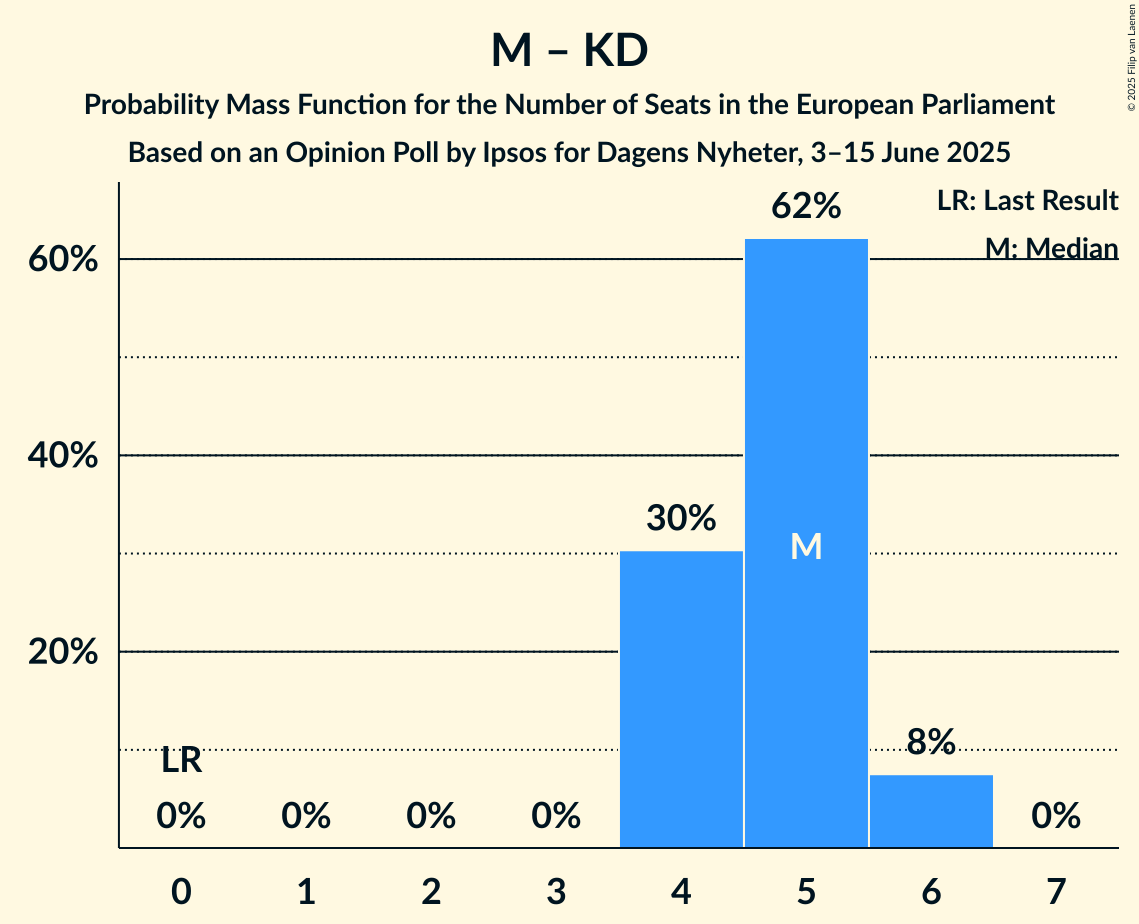 M – KD
Probability Mass Function for the Number of Seats in the European Parliament
Based on an Opinion Poll by Ipsos for Dagens Nyheter, 3–15 June 2025
© 2025 Filip van Laenen
LR: Last Result
M: Median
60%
40%
20%
LR
0%
0%
0%
0%
30%
62%
M
8%
0%
0
1
2
3
4
5
6
7